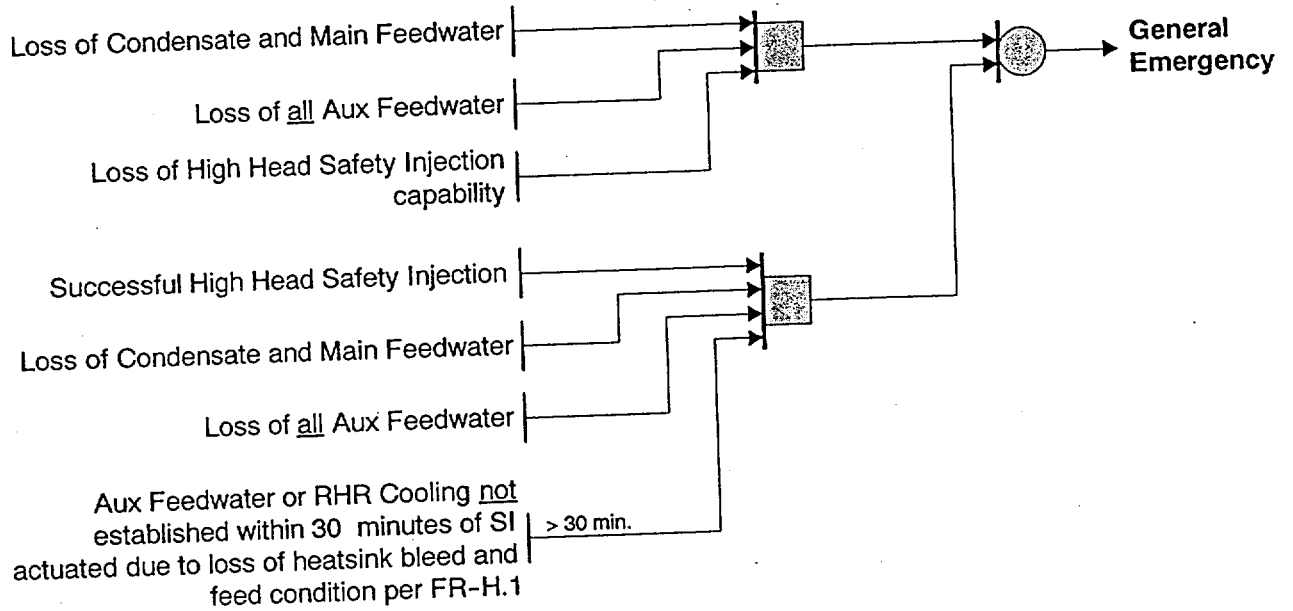 Loss of Condensate and Main Feedwater
Loss of all Aux Feedwater
Loss of High Head Safety Injection
capability
General
Emergency
Successful High Head Safety Injection
Loss of Condensate and Main Feedwater
Loss of all Aux Feedwater
Aux Feedwater or RHR Cooling not
established within 30 minutes of SI
actuated due to loss of heatsink bleed and
feed condition per FR-H.1
> 30 min.